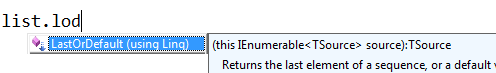 list.lod
LastOrDefault (using Linq) (this IEnumerable<TSource> source):TSource
Returns the last element of a sequence, or a default